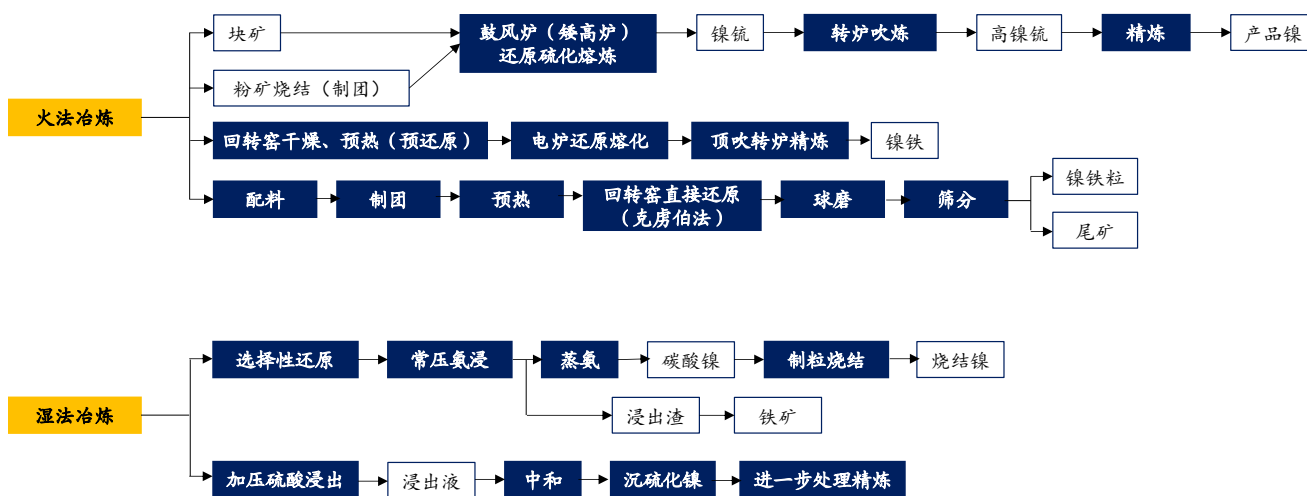 火法冶炼
块矿
鼓风炉（矮高炉）
还原硫化熔炼
镍锍
转炉吹炼
高镍锍
精炼
产品镍
粉矿烧结（制团）
回转窑干燥、预热（预还原）
电炉还原熔化
顶吹转炉精炼
镍铁
配料
制团
预热
回转窑直接还原
（克虏伯法）
球磨
筛分
镍铁粒
尾矿
湿法冶炼
选择性还原
常压氨浸
蒸氨
碳酸镍
制粒烧结
烧结镍
浸出渣
铁矿
加压硫酸浸出
浸出液
中和
沉硫化镍
进一步处理精炼